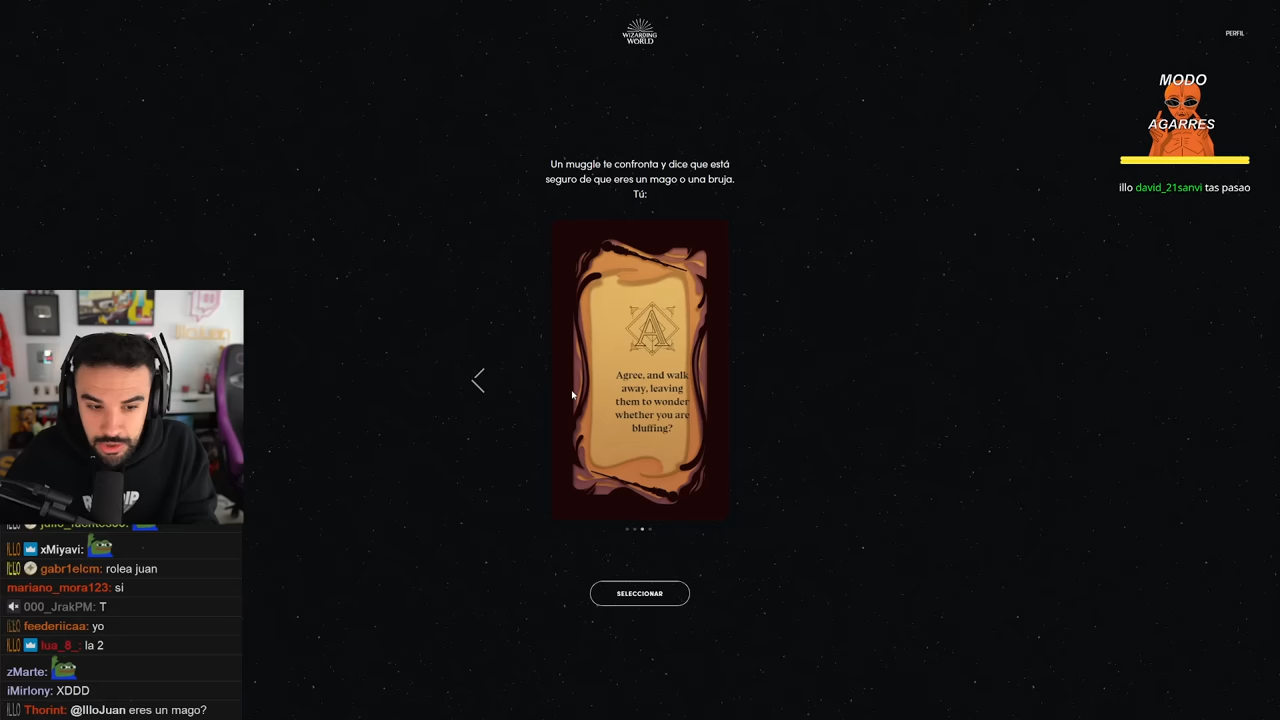 WIZARDING
WORLD
PERFIL
MODO
AGARRES
illo david_21sanvi tas pasao
Un muggle te confronta y dice que está
seguro de que eres un mago o una bruja.
Tú:
A
Agree, and walk
away, leaving
them to wonder
whether you are
bluffing?
SELECCIONAR
xMiyavi:
gabr1elcm: rolea juan
mariano_mora123: si
000_JrakPM: T
feederiicaa: yo
lua_8_: la 2
zMarte:
iMirlony: XDDD
Thorint: @IlloJuan eres un mago?